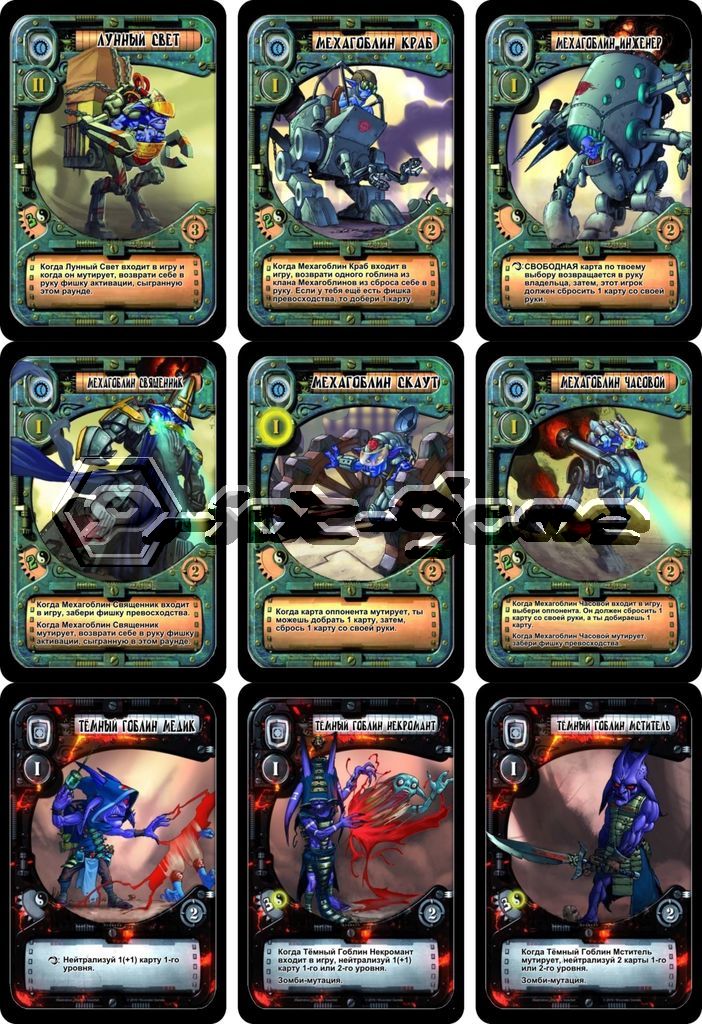 ЛУННЫЙ СВЕТ
II
3
3
Когда Лунный Свет входит в игру и
когда он мутирует, возврати себе в
руку фишку активации, сыгранную
этом раунде.
МЕХАГОБЛИН КРАБ
I
2
2
Когда Мехагоблин Краб входит в
игру, возврати одного гоблина из
клана Мехагоблинов из сброса себе в
руку. Если у тебя ещё есть фишка
превосходства, то добери 1 карту.
МЕХАГОБЛИН ИНЖЕНЕР
I
2
СВОБОДНАЯ карта по твоему
выбору возвращается в руку
владельца, затем, этот игрок
должен сбросить 1 карту со своей
руки.
МЕХАГОБЛИН СВЯЩЕННИК
I
2
2
Когда Мехагоблин Священник входит
в игру, забери фишку превосходства.
Когда Мехагоблин Священник
мутирует, возврати себе в руку фишку
активации, сыгранную в этом раунде.
МЕХАГОБЛИН СКАУТ
I
2
2
Когда карта оппонента мутирует, ты
можешь добрать 1 карту, затем,
сбрось 1 карту со своей руки.
МЕХАГОБЛИН ЧАСОВОЙ
I
2
2
Когда Мехагоблин Часовой входит в игру,
выбери оппонента. Он должен сбросить 1
карту со своей руки, а ты добираешь 1
карту.
Когда Мехагоблин Часовой мутирует,
забери фишку превосходства.
ТЁМНЫЙ ГОБЛИН МЕДИК
I
2
: Нейтрализуй 1(+1) карту 1-го
уровня.
ТЁМНЫЙ ГОБЛИН НЕКРОМАНТ
I
3
2
Когда Тёмный Гоблин Некромант
входит в игру, нейтрализуй 1(+1)
карту 1-го или 2-го уровня.
Зомби-мутация.
ТЁМНЫЙ ГОБЛИН МСТИТЕЛЬ
I
3
2
Когда Тёмный Гоблин Мститель
мутирует, нейтрализуй 2 карты 1-го
или 2-го уровня.
Зомби-мутация.